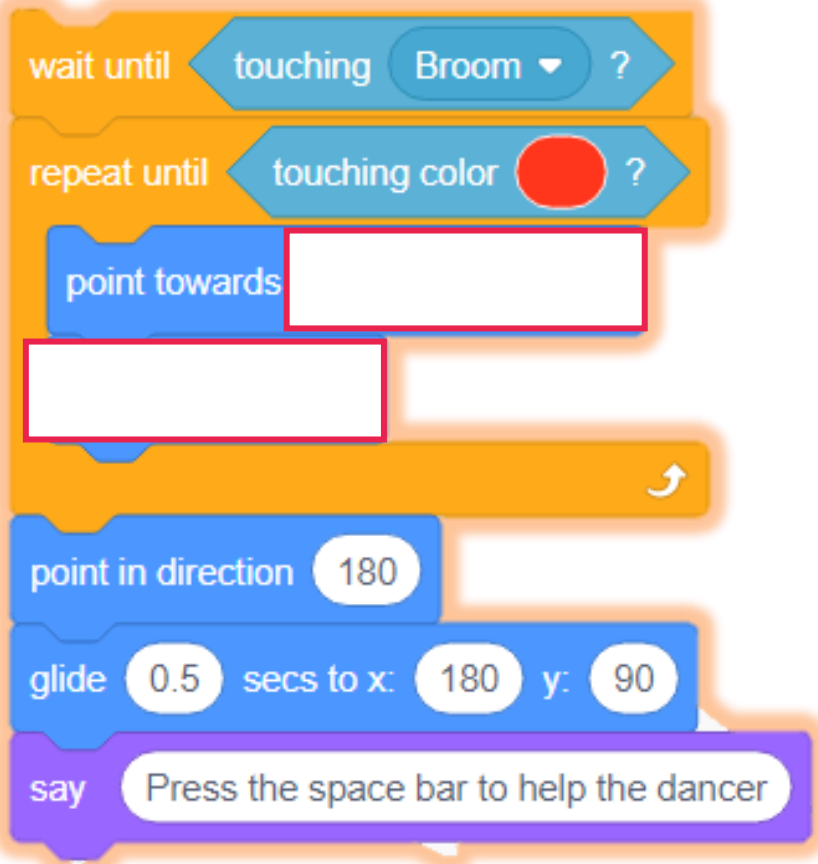 wait until touching Broom ?
repeat until touching color ?
point towards
point in direction 180
glide 0.5 secs to x: 180 y: 90
say Press the space bar to help the dancer